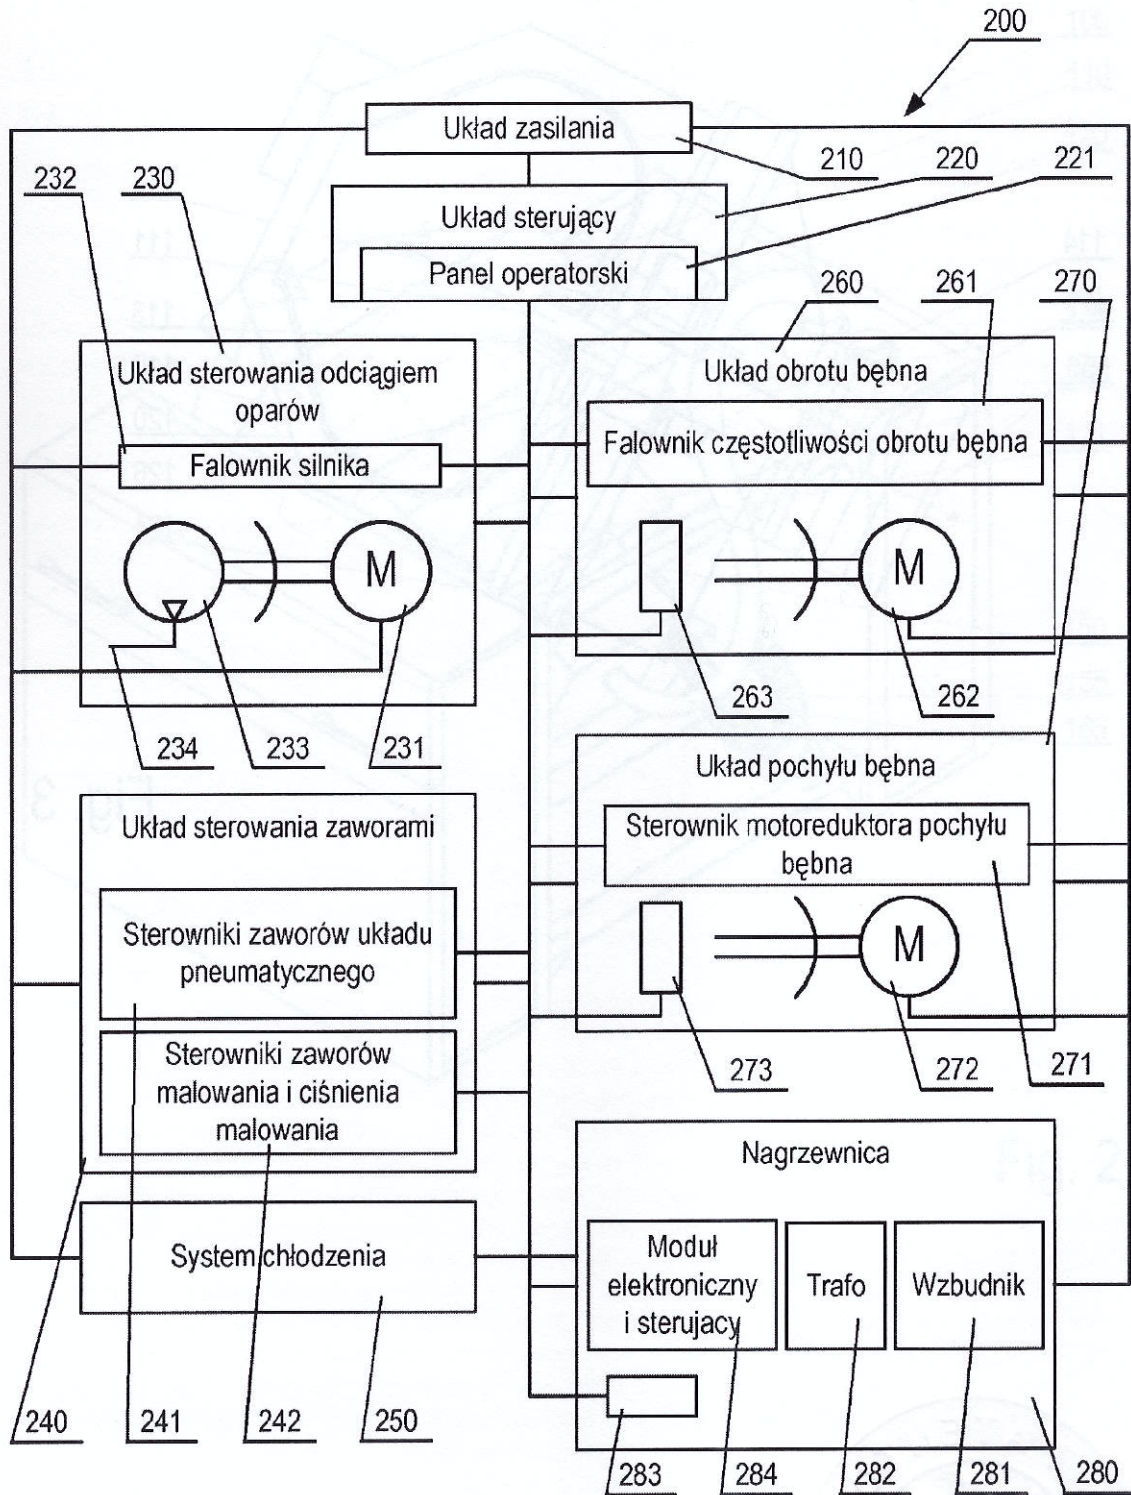 200
Układ zasilania
210
220
221
232
230
Układ sterujący
Panel operatorski
260
261
270
Układ sterowania odciągiem
oparów
Falownik silnika
M
234
233
231
Układ obrotu bębna
Falownik częstotliwości obrotu bębna
M
263
262
Układ sterowania zaworami
Sterowniki zaworów układu
pneumatycznego
Sterowniki zaworów
malowania i ciśnienia
malowania
Układ pochyłu bębna
Sterownik motoreduktora pochyłu
bębna
M
273
272
271
System chłodzenia
Nagrzewnica
Moduł
elektroniczny
i sterujacy
Trafo
Wzbudnik
240
241
242
250
283
284
282
281
280